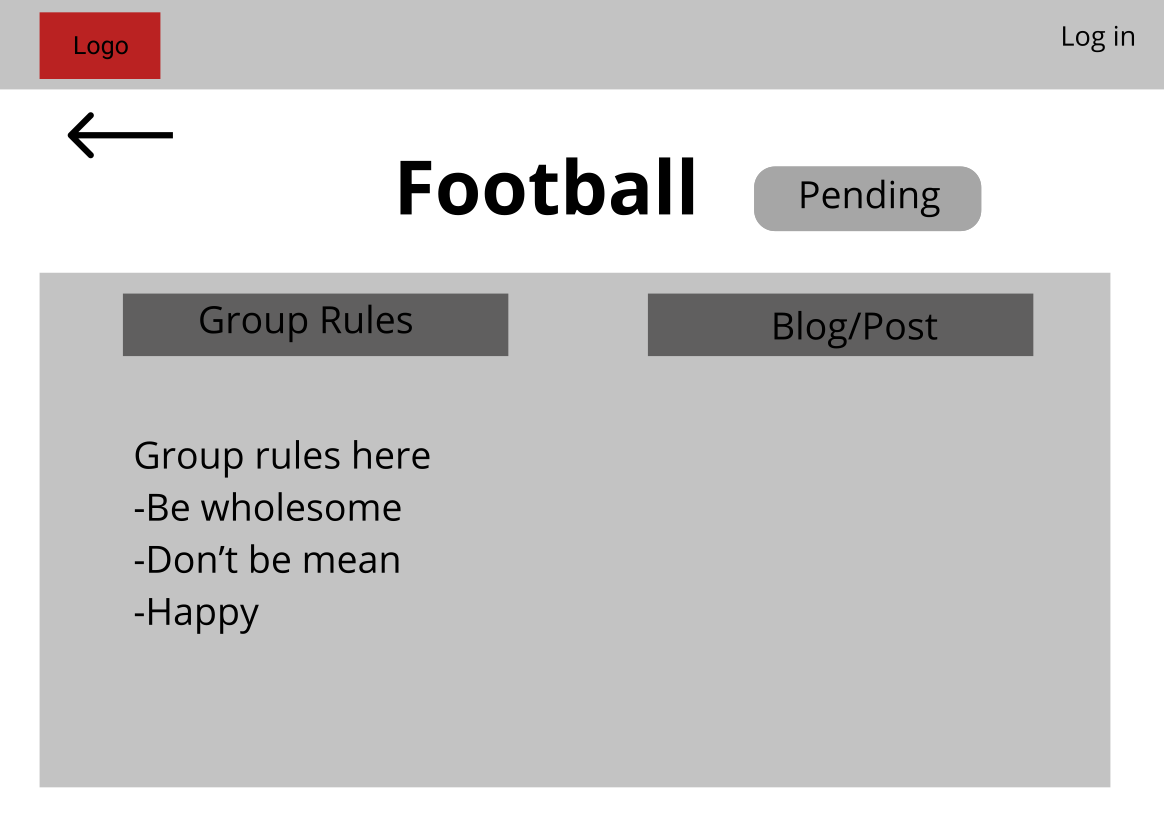 Logo
Log in
Football
Pending
Group Rules
Blog/Post
Group rules here
-Be wholesome
-Don’t be mean
-Happy